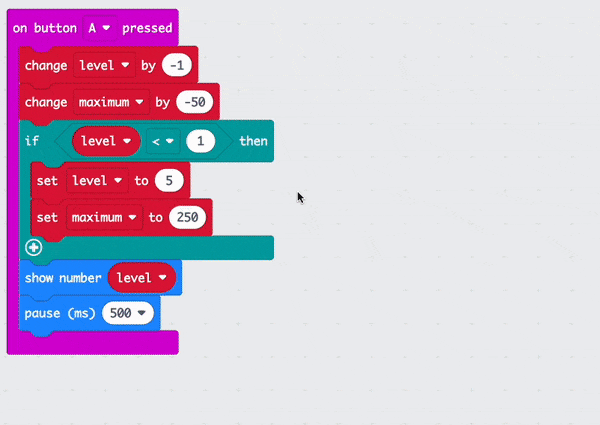 on button A pressed
change level by -1
change maximum by -50
if level < 1 then
set level to 5
set maximum to 250
show number level
pause (ms) 500